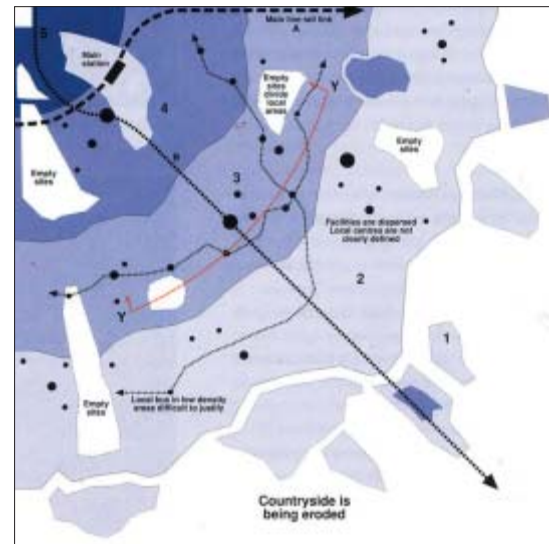 Main line rail link
A
5
Main
station
4
Empty
sites
divide
local
areas
Y
Empty
sites
Empty
sites
B
3
Facilities are dispersed
Local centres are not
clearly defined
2
Y
1
Empty
sites
Local bus in low density
areas difficult to justify
Countryside is
being eroded